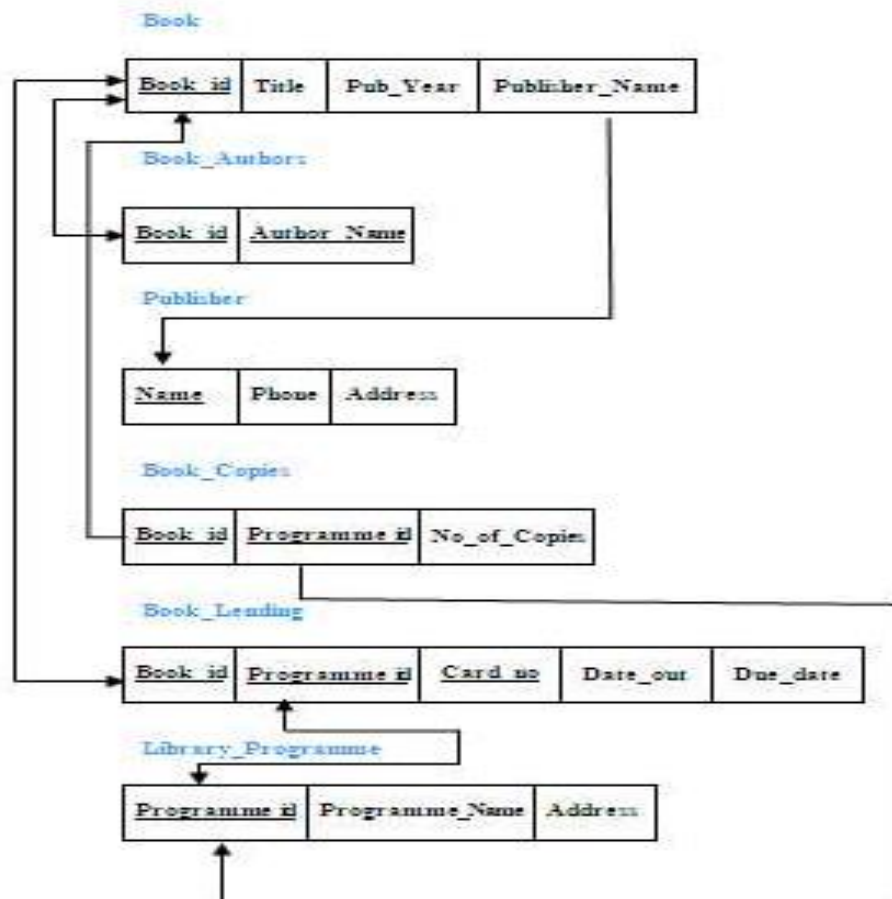 Book
Book_id Title Pub_Year Publisher_Name
Book_Authors
Book_id Author_Name
Publisher
Name Phone Address
Book_Copies
Book_id Programme_id No_of_Copies
Book_Lending
Book_id Programme_id Card_no Date_out Due_date
Library_Programme
Programme_id Programme_Name Address